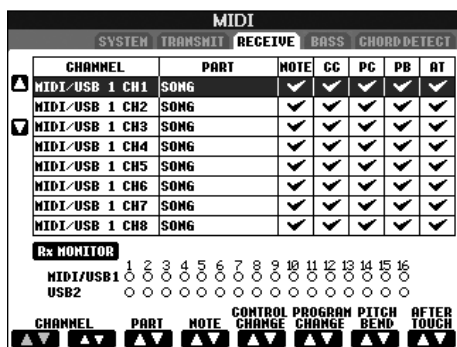 MIDI
SYSTEM TRANSMIT RECEIVE BASS CHORD DETECT
CHANNEL PART NOTE CC PC PB AT
MIDI/USB 1 CH1 SONG
MIDI/USB 1 CH2 SONG
MIDI/USB 1 CH3 SONG
MIDI/USB 1 CH4 SONG
MIDI/USB 1 CH5 SONG
MIDI/USB 1 CH6 SONG
MIDI/USB 1 CH7 SONG
MIDI/USB 1 CH8 SONG
Rx MONITOR
1 2 3 4 5 6 7 8 9 10 11 12 13 14 15 16
MIDI/USB1
USB2
CHANNEL PART NOTE CONTROL CHANGE PROGRAM CHANGE PITCH BEND AFTER TOUCH